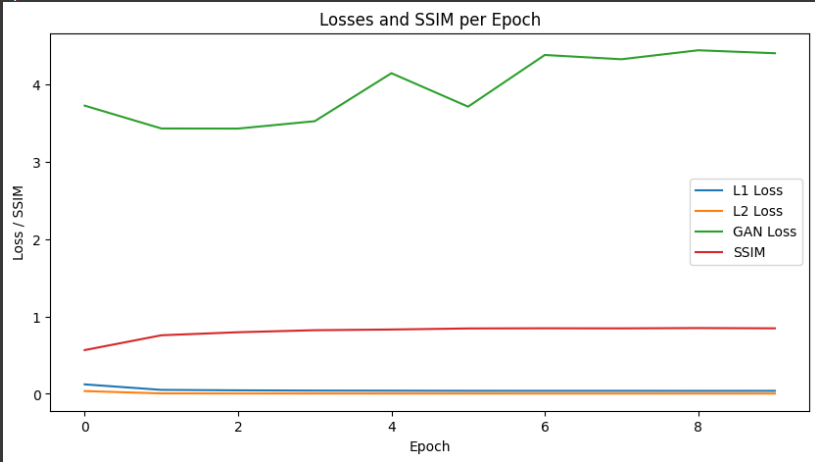 Losses and SSIM per Epoch
Loss / SSIM
4
3
2
1
0
L1 Loss
L2 Loss
GAN Loss
SSIM
0 2 4 6 8
Epoch